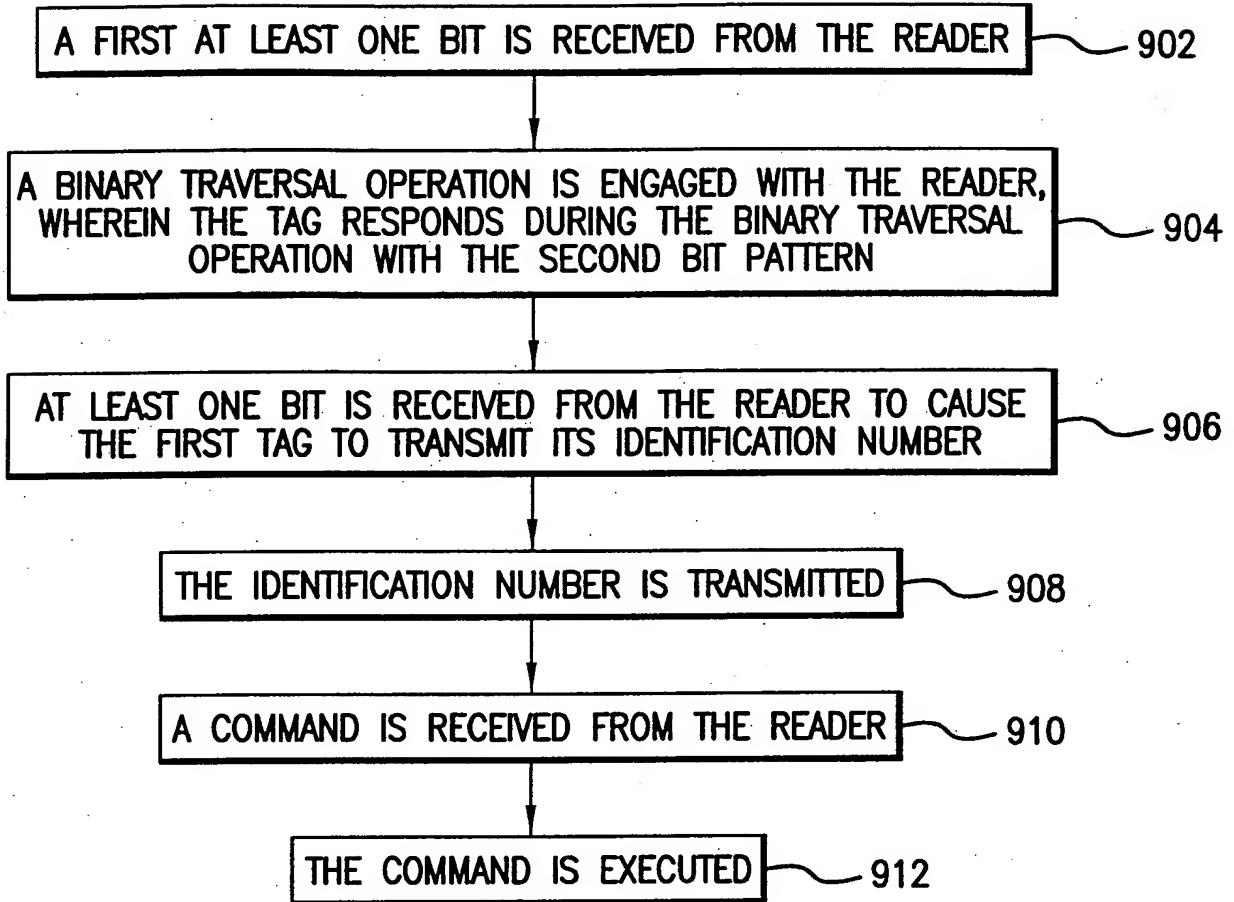 A FIRST AT LEAST ONE BIT IS RECEIVED FROM THE READER
902
A BINARY TRAVERSAL OPERATION IS ENGAGED WITH THE READER,
WHEREIN THE TAG RESPONDS DURING THE BINARY TRAVERSAL
OPERATION WITH THE SECOND BIT PATTERN
904
AT LEAST ONE BIT IS RECEIVED FROM THE READER TO CAUSE
THE FIRST TAG TO TRANSMIT ITS IDENTIFICATION NUMBER
906
THE IDENTIFICATION NUMBER IS TRANSMITTED
908
A COMMAND IS RECEIVED FROM THE READER
910
THE COMMAND IS EXECUTED
912